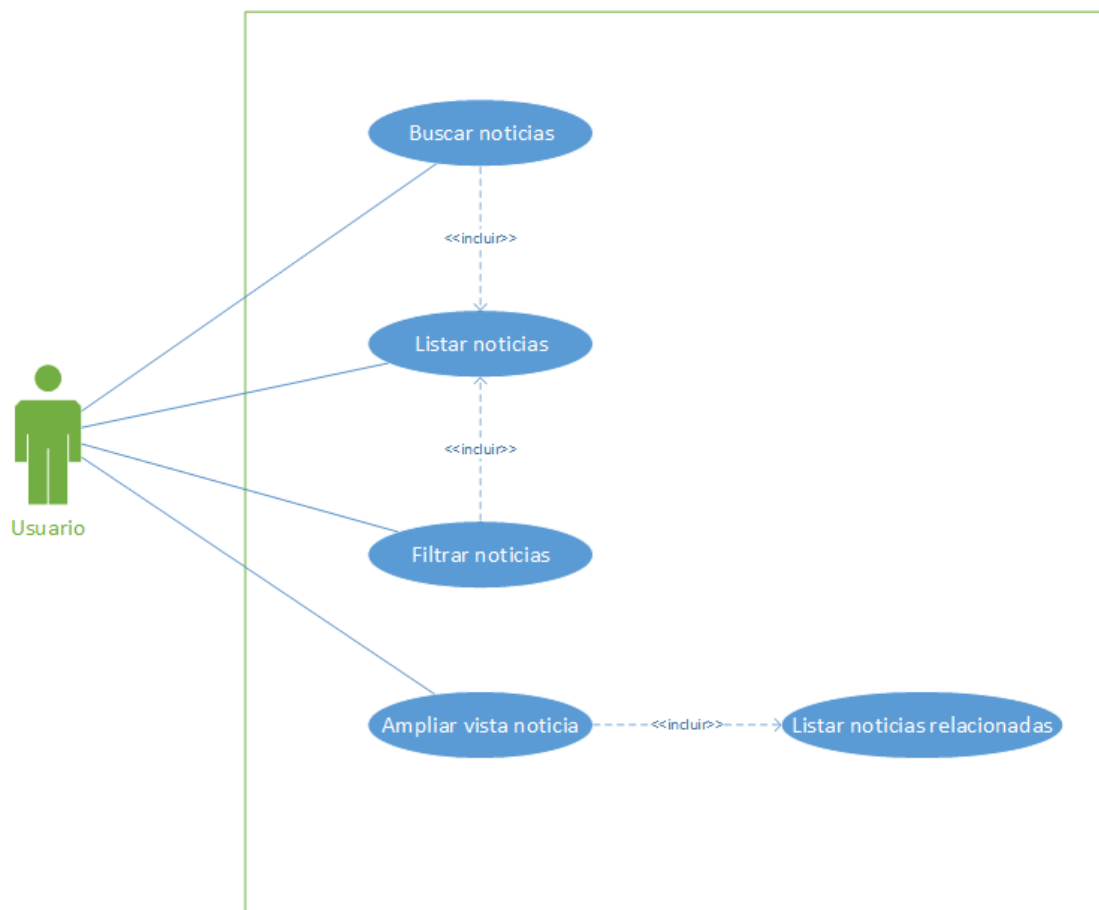 Buscar noticias
<<incluir>>
Listar noticias
<<incluir>>
Usuario
Filtrar noticias
Ampliar vista noticia
<<incluir>>
Listar noticias relacionadas